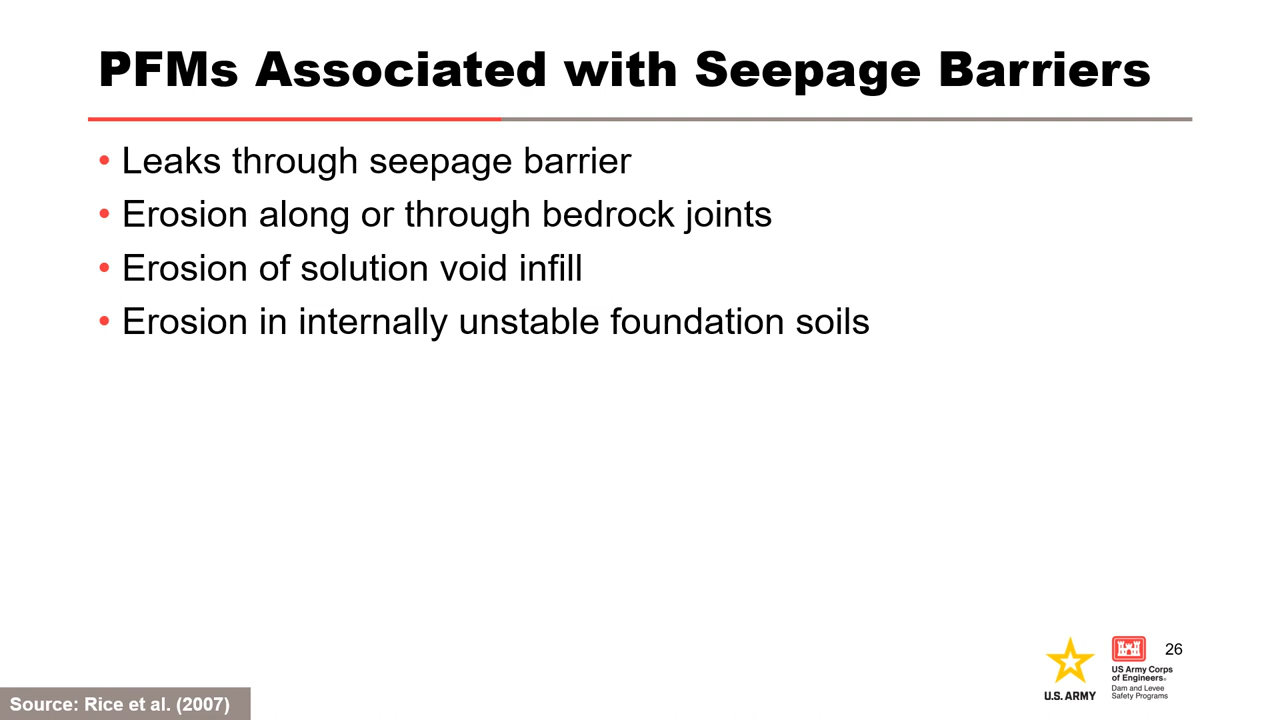 PFMs Associated with Seepage Barriers
• Leaks through seepage barrier
• Erosion along or through bedrock joints
• Erosion of solution void infill
• Erosion in internally unstable foundation soils
26
U.S. ARMY
US Army Corps
of Engineers®
Dam and Levee
Safety Programs
Source: Rice et al. (2007)